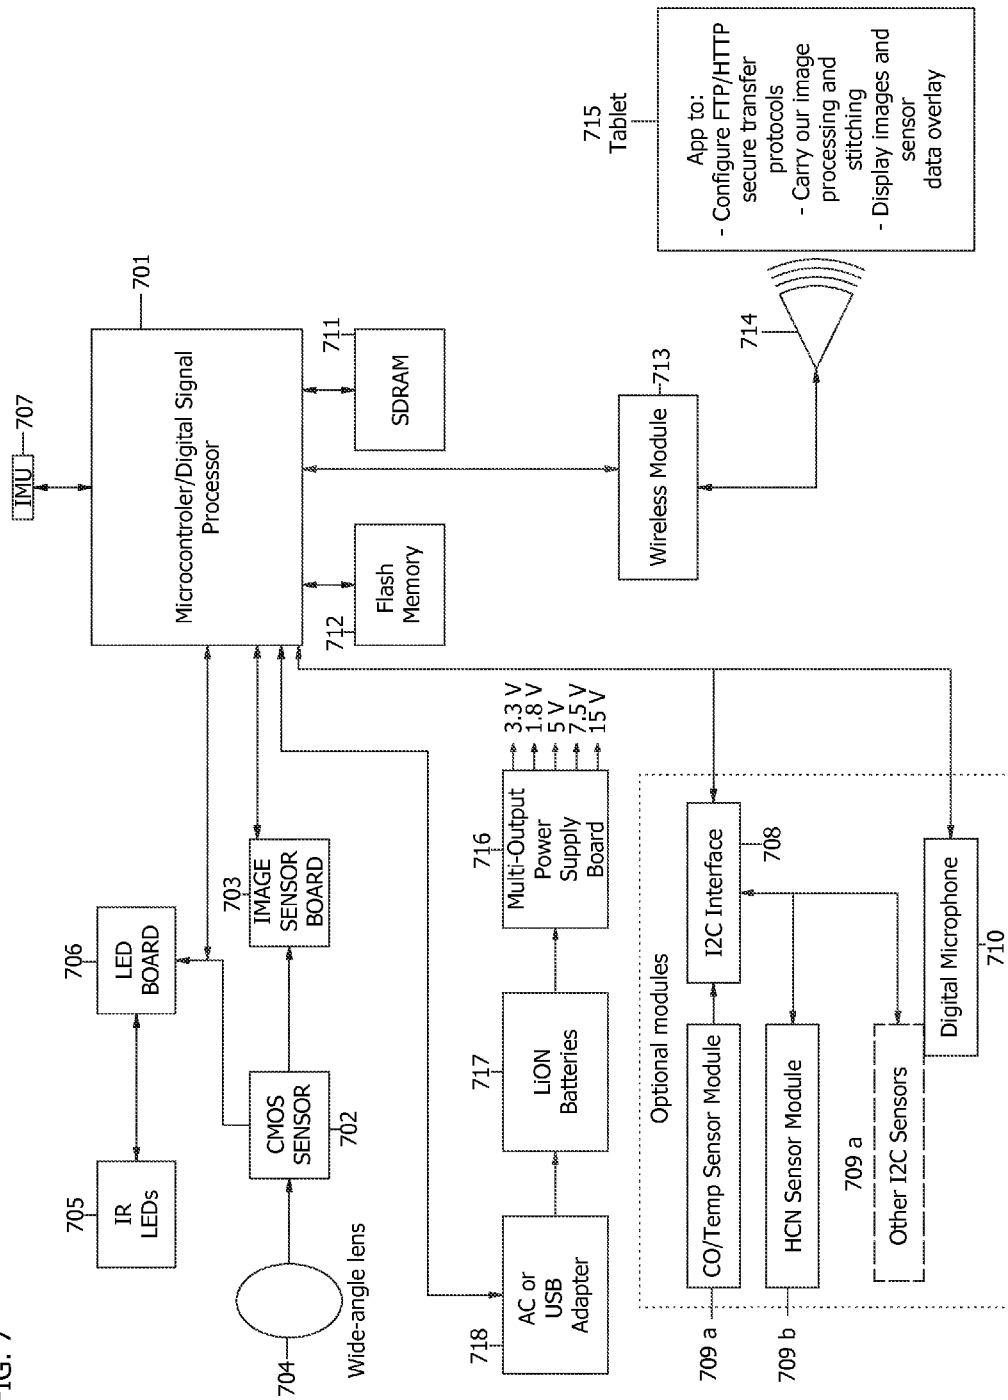 FIG. 7
705
IR
LEDs
706
LED
BOARD
704
Wide-angle lens
CMOS
SENSOR
702
703
IMAGE
SENSOR
BOARD
701
Microcontroler/Digital Signal
Processor
IMU
707
712
Flash
Memory
711
SDRAM
718
AC or
USB
Adapter
717
LiON
Batteries
716
Multi-Output
Power
Supply
Board
3.3 V
1.8 V
5 V
7.5 V
15 V
Optional modules
709 a
CO/Temp Sensor Module
I2C Interface
708
709 b
HCN Sensor Module
709 a
Other I2C Sensors
Digital Microphone
710
Wireless Module
713
714
715
Tablet
App to:
- Configure FTP/HTTP
secure transfer
protocols
- Carry our image
processing and
stitching
- Display images and
sensor
data overlay